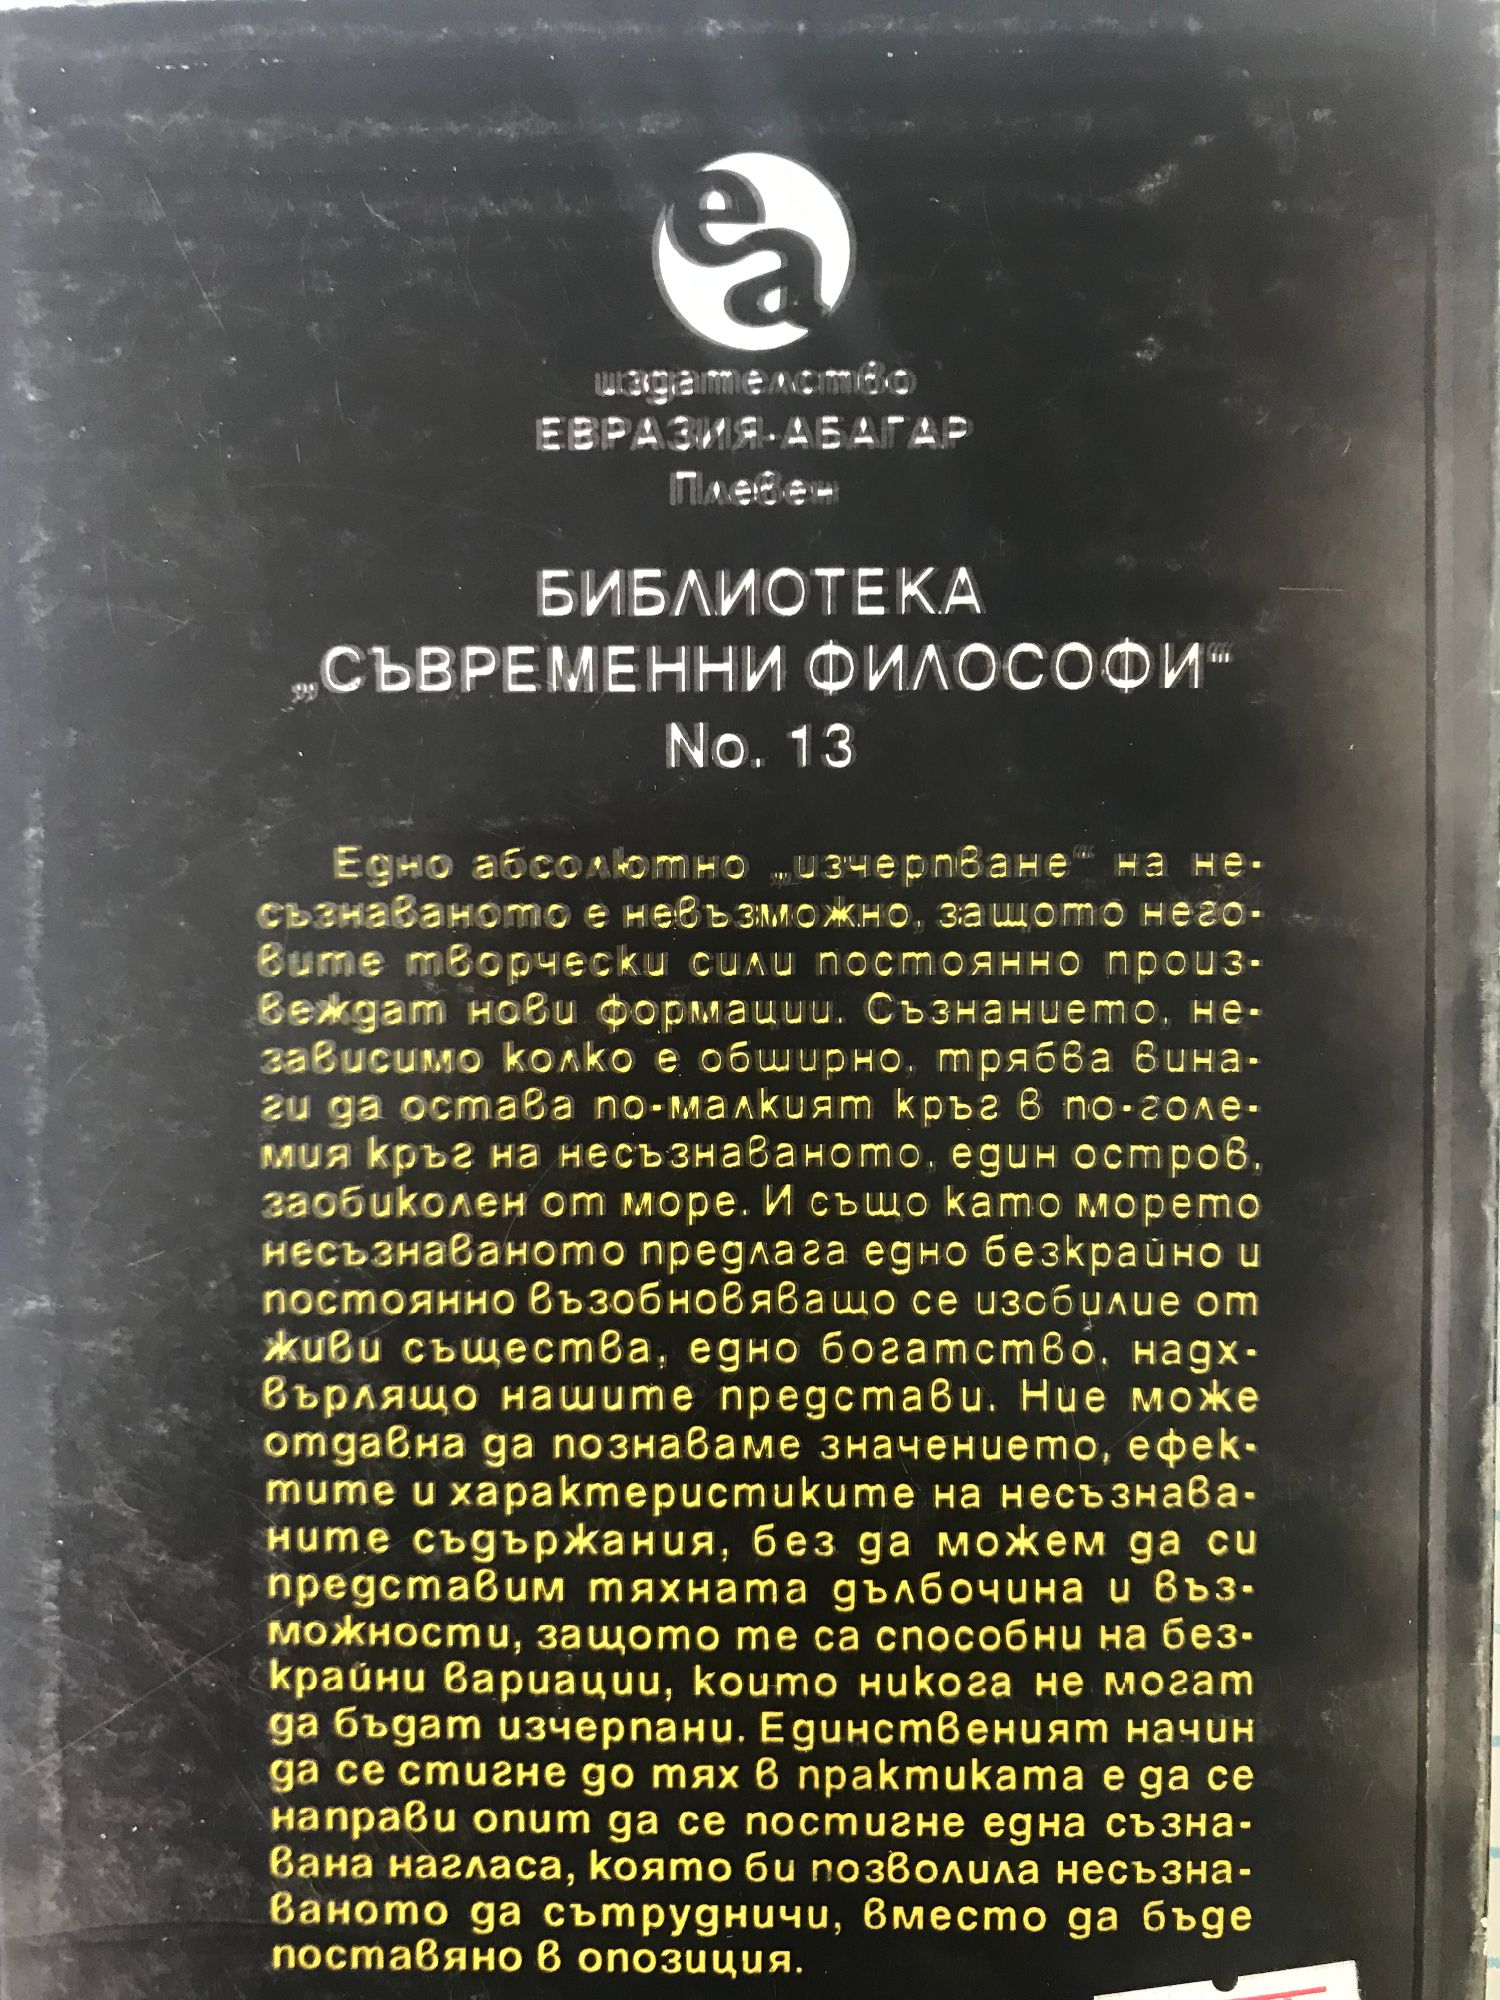 еа
издателство
ЕВРАЗИЯ-АБАГАР
Плевен
БИБЛИОТЕКА
„СЪВРЕМЕННИ ФИЛОСОФИ“
No. 13
Едно абсолютно „изчерпване“ на не-
съзнаваното е невъзможно, защото него-
вите творчески сили постоянно произ-
веждат нови формации. Съзнанието, не-
зависимо колко е обширно, трябва вина-
ги да остава по-малкият кръг в по-голе-
мия кръг на несъзнаваното, един остров,
заобиколен от море. И също като морето
несъзнаваното предлага едно безкрайно и
постоянно възобновяващо се изобилие от
живи същества, едно богатство, надх-
върлящо нашите представи. Ние може
отдавна да познаваме значението, ефек-
тите и характеристиките на несъзнава-
ните съдържания, без да можем да си
представим тяхната дълбочина и въз-
можности, защото те са способни на без-
крайни вариации, които никога не могат
да бъдат изчерпани. Единственият начин
да се стигне до тях в практиката е да се
направи опит да се постигне една съзна-
вана нагласа, която би позволила несъзна-
ваното да сътрудничи, вместо да бъде
поставяно в опозиция.